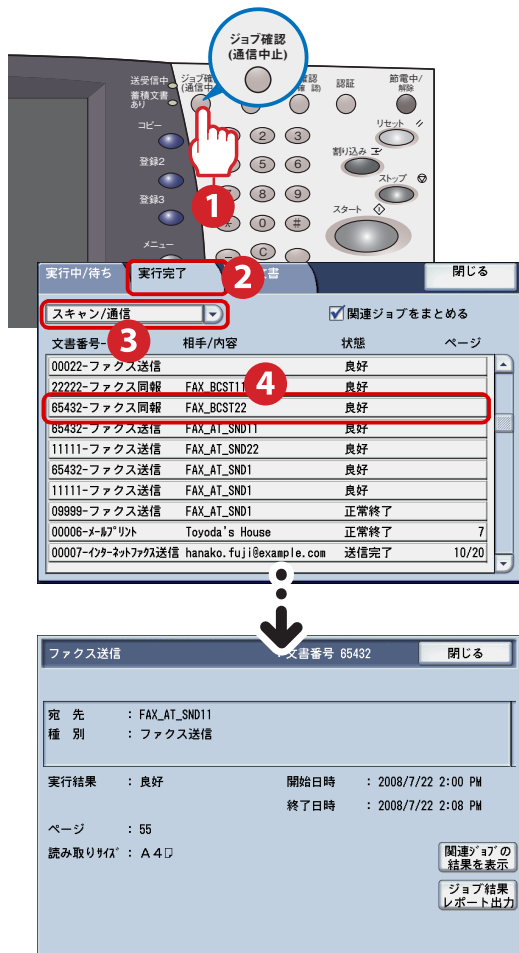 ジョブ確認
(通信中止)
送受信中
蓄積文書
あり
ジョブ確
(通信中
認
確 認)
認証
節電中/
解除
コピー
リセット
2 3
割り込み
登録2
5 6
ストップ
登録3
1
8 9
スタート
* 0 #
メニュー
C
実行中/待ち 実行完了 2 書 閉じる
スキャン/通信 関連ジョブをまとめる
3
文書番号- 相手/内容 状態 ページ
00022-ファクス送信 良好
4
22222-ファクス同報 FAX_BCST11 良好
65432-ファクス同報 FAX_BCST22 良好
65432-ファクス送信 FAX_AT_SND11 良好
11111-ファクス送信 FAX_AT_SND22 良好
65432-ファクス送信 FAX_AT_SND1 良好
11111-ファクス送信 FAX_AT_SND1 良好
09999-ファクス送信 FAX_AT_SND1 正常終了
00006-メールプリント Toyoda's House 正常終了 7
00007-インターネットファクス送信 hanako.fuji@example.com 送信完了 10/20
ファクス送信 文書番号 65432 閉じる
宛 先 : FAX_AT_SND11
種 別 : ファクス送信
実行結果 : 良好 開始日時 : 2008/7/22 2:00 PM
終了日時 : 2008/7/22 2:08 PM
ページ : 55
読み取りサイズ : A4
関連ジョブの
結果を表示
ジョブ結果
レポート出力